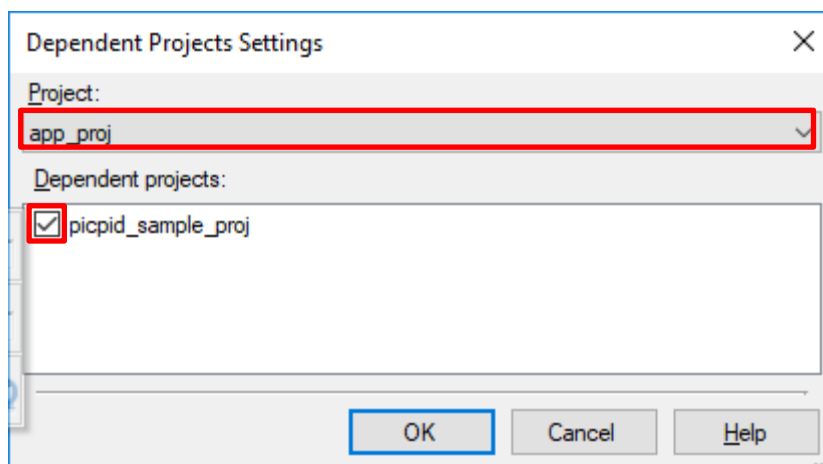 Dependent Projects Settings
Project:
app_proj
Dependent projects:
picpid_sample_proj
OK Cancel Help